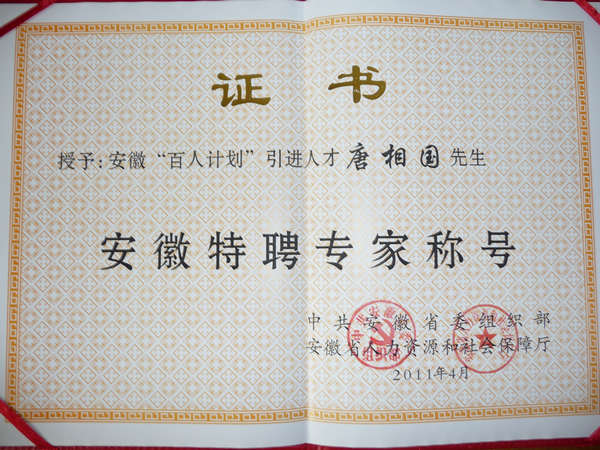 证书
授予:安徽“百人计划”引进人才唐相国先生
安徽特聘专家称号
中共安徽省委组织部
安徽省人力资源和社会保障厅
2011年4月